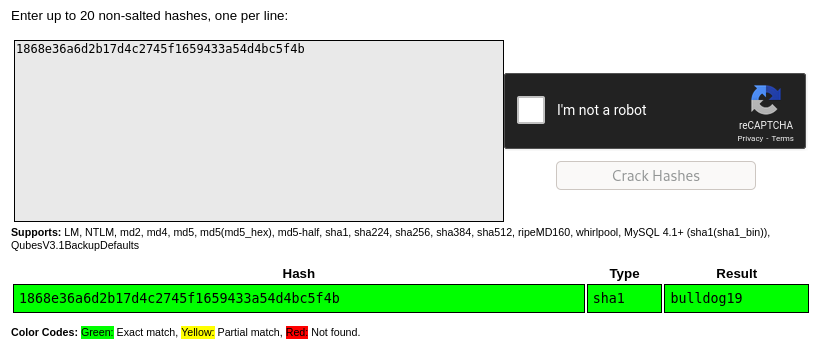 Enter up to 20 non-salted hashes, one per line:
1868e36a6d2b17d4c2745f1659433a54d4bc5f4b
I'm not a robot
reCAPTCHA
Privacy - Terms
Crack Hashes
Supports: LM, NTLM, md2, md4, md5, md5(md5_hex), md5-half, sha1, sha224, sha256, sha384, sha512, ripeMD160, whirlpool, MySQL 4.1+ (sha1(sha1_bin)),
QubesV3.1BackupDefaults
Hash Type Result
1868e36a6d2b17d4c2745f1659433a54d4bc5f4b sha1 bulldog19
Color Codes: Green: Exact match, Yellow: Partial match, Red: Not found.